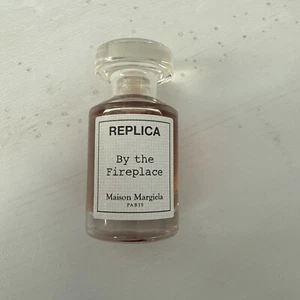 REPLICA
By the
Fireplace
Maison Margiela
PARIS